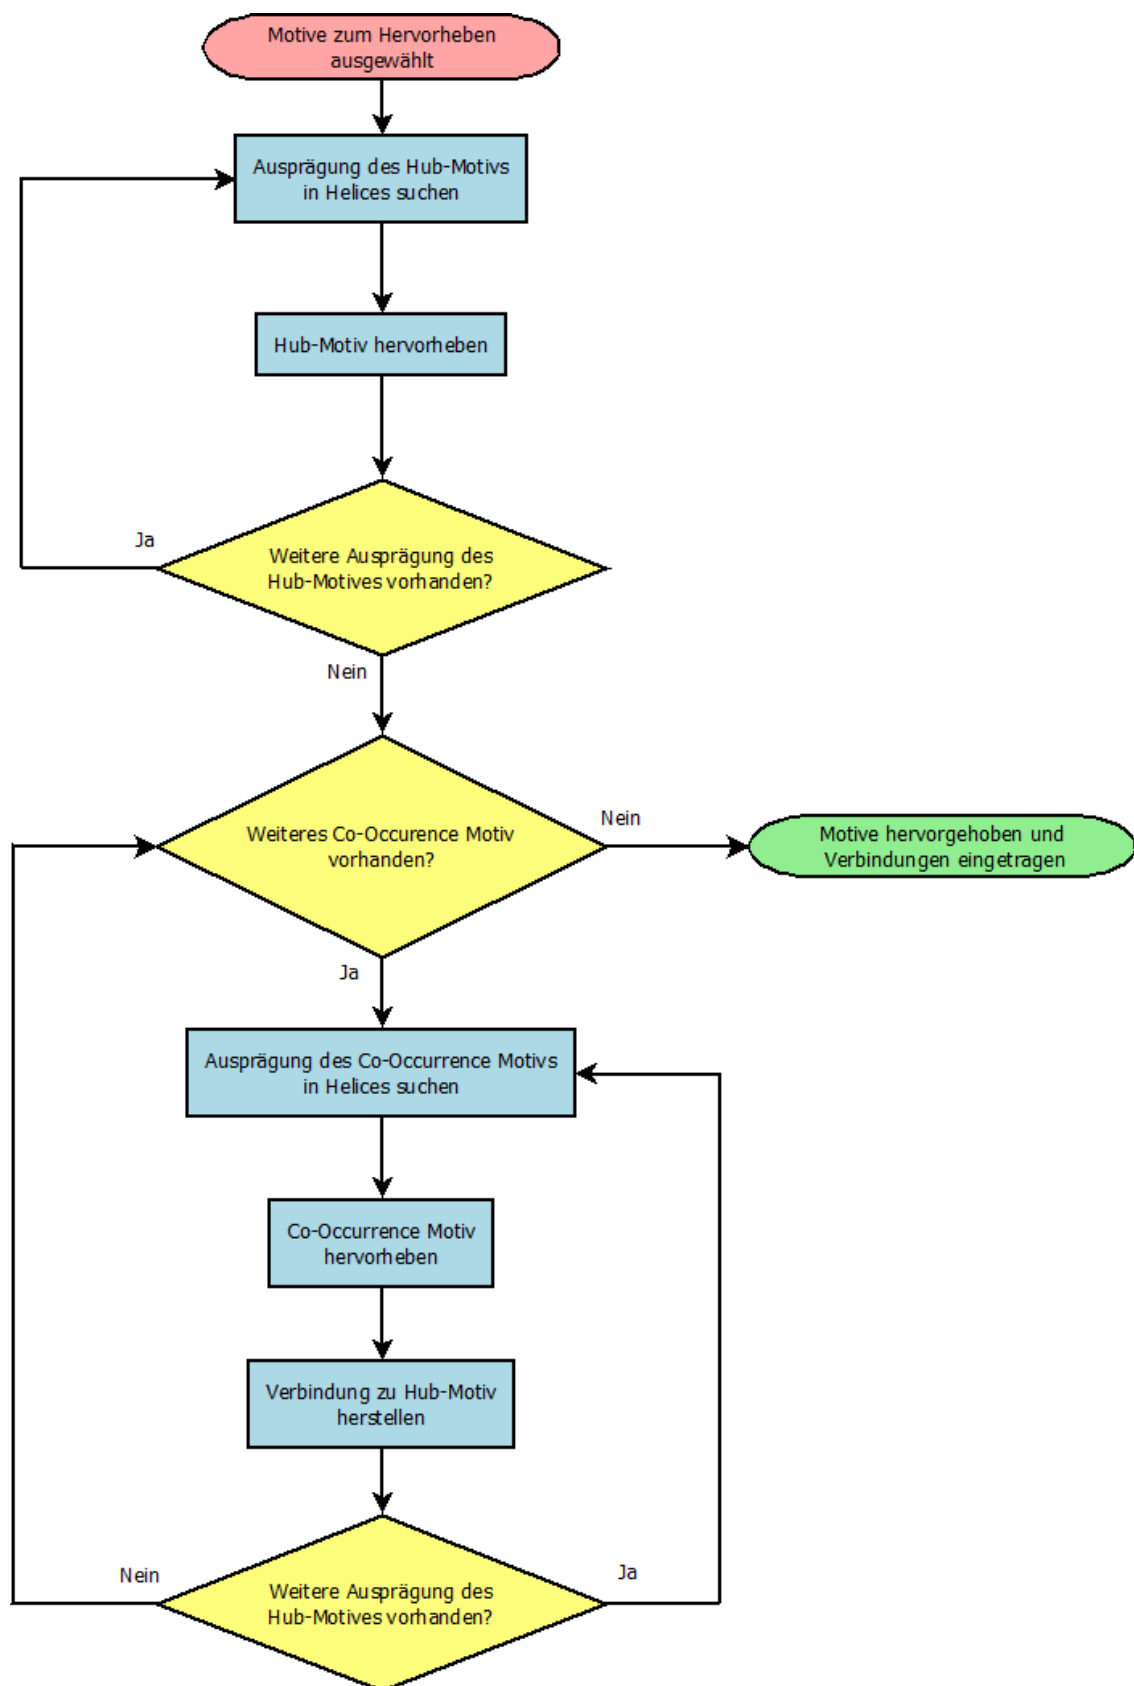 Motive zum Hervorheben
ausgewählt
Ausprägung des Hub-Motivs
in Helices suchen
Hub-Motiv hervorheben
Ja
Weitere Ausprägung des
Hub-Motives vorhanden?
Nein
Weiteres Co-Occurence Motiv
vorhanden?
Nein
Motive hervorgehoben und
Verbindungen eingetragen
Ja
Ausprägung des Co-Occurrence Motivs
in Helices suchen
Co-Occurrence Motiv
hervorheben
Verbindung zu Hub-Motiv
herstellen
Nein
Weitere Ausprägung des
Hub-Motives vorhanden?
Ja